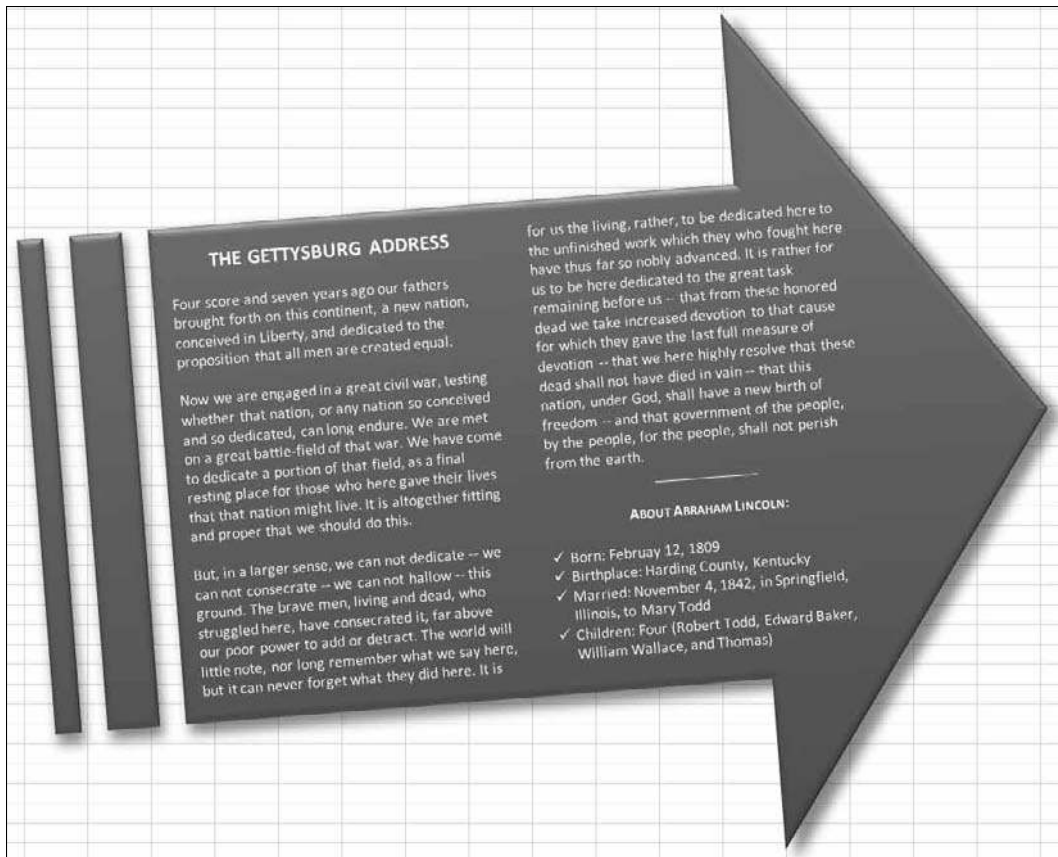 THE GETTYSBURG ADDRESS
Four score and seven years ago our fathers
brought forth on this continent, a new nation,
conceived in Liberty, and dedicated to the
proposition that all men are created equal.
Now we are engaged in a great civil war, testing
whether that nation, or any nation so conceived
and so dedicated, can long endure. We are met
on a great battle-field of that war. We have come
to dedicate a portion of that field, as a final
resting place for those who here gave their lives
that that nation might live. It is altogether fitting
and proper that we should do this.
But, in a larger sense, we can not dedicate -- we
can not consecrate -- we can not hallow -- this
ground. The brave men, living and dead, who
struggled here, have consecrated it, far above
our poor power to add or detract. The world will
little note, nor long remember what we say here,
but it can never forget what they did here. It is
for us the living, rather, to be dedicated here to
the unfinished work which they who fought here
have thus far so nobly advanced. It is rather for
us to be here dedicated to the great task
remaining before us -- that from these honored
dead we take increased devotion to that cause
for which they gave the last full measure of
devotion -- that we here highly resolve that these
dead shall not have died in vain -- that this
nation, under God, shall have a new birth of
freedom -- and that government of the people,
by the people, for the people, shall not perish
from the earth.
ABOUT ABRAHAM LINCOLN:
✓ Born: Februay 12, 1809
✓ Birthplace: Harding County, Kentucky
✓ Married: November 4, 1842, in Springfield,
Illinois, to Mary Todd
✓ Children: Four (Robert Todd, Edward Baker,
William Wallace, and Thomas)